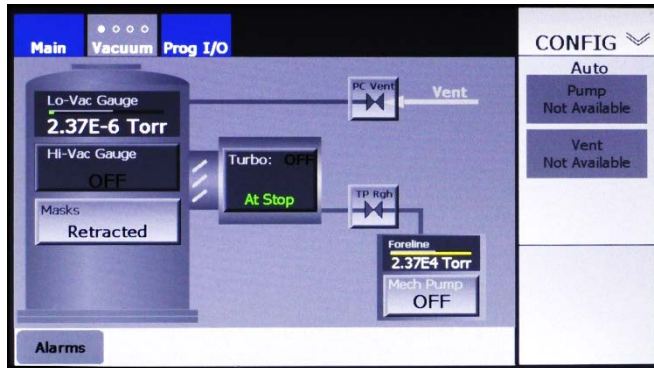 Main
Vacuum
Prog I/O
CONFIG
Auto
Pump
Not Available
Vent
Not Available
PC Vent
Vent
Lo-Vac Gauge
2.37E-6 Torr
Hi-Vac Gauge
OFF
Masks
Retracted
Turbo: OFF
At Stop
TP Rgh
Foreline
2.37E4 Torr
Mech Pump
OFF
Alarms